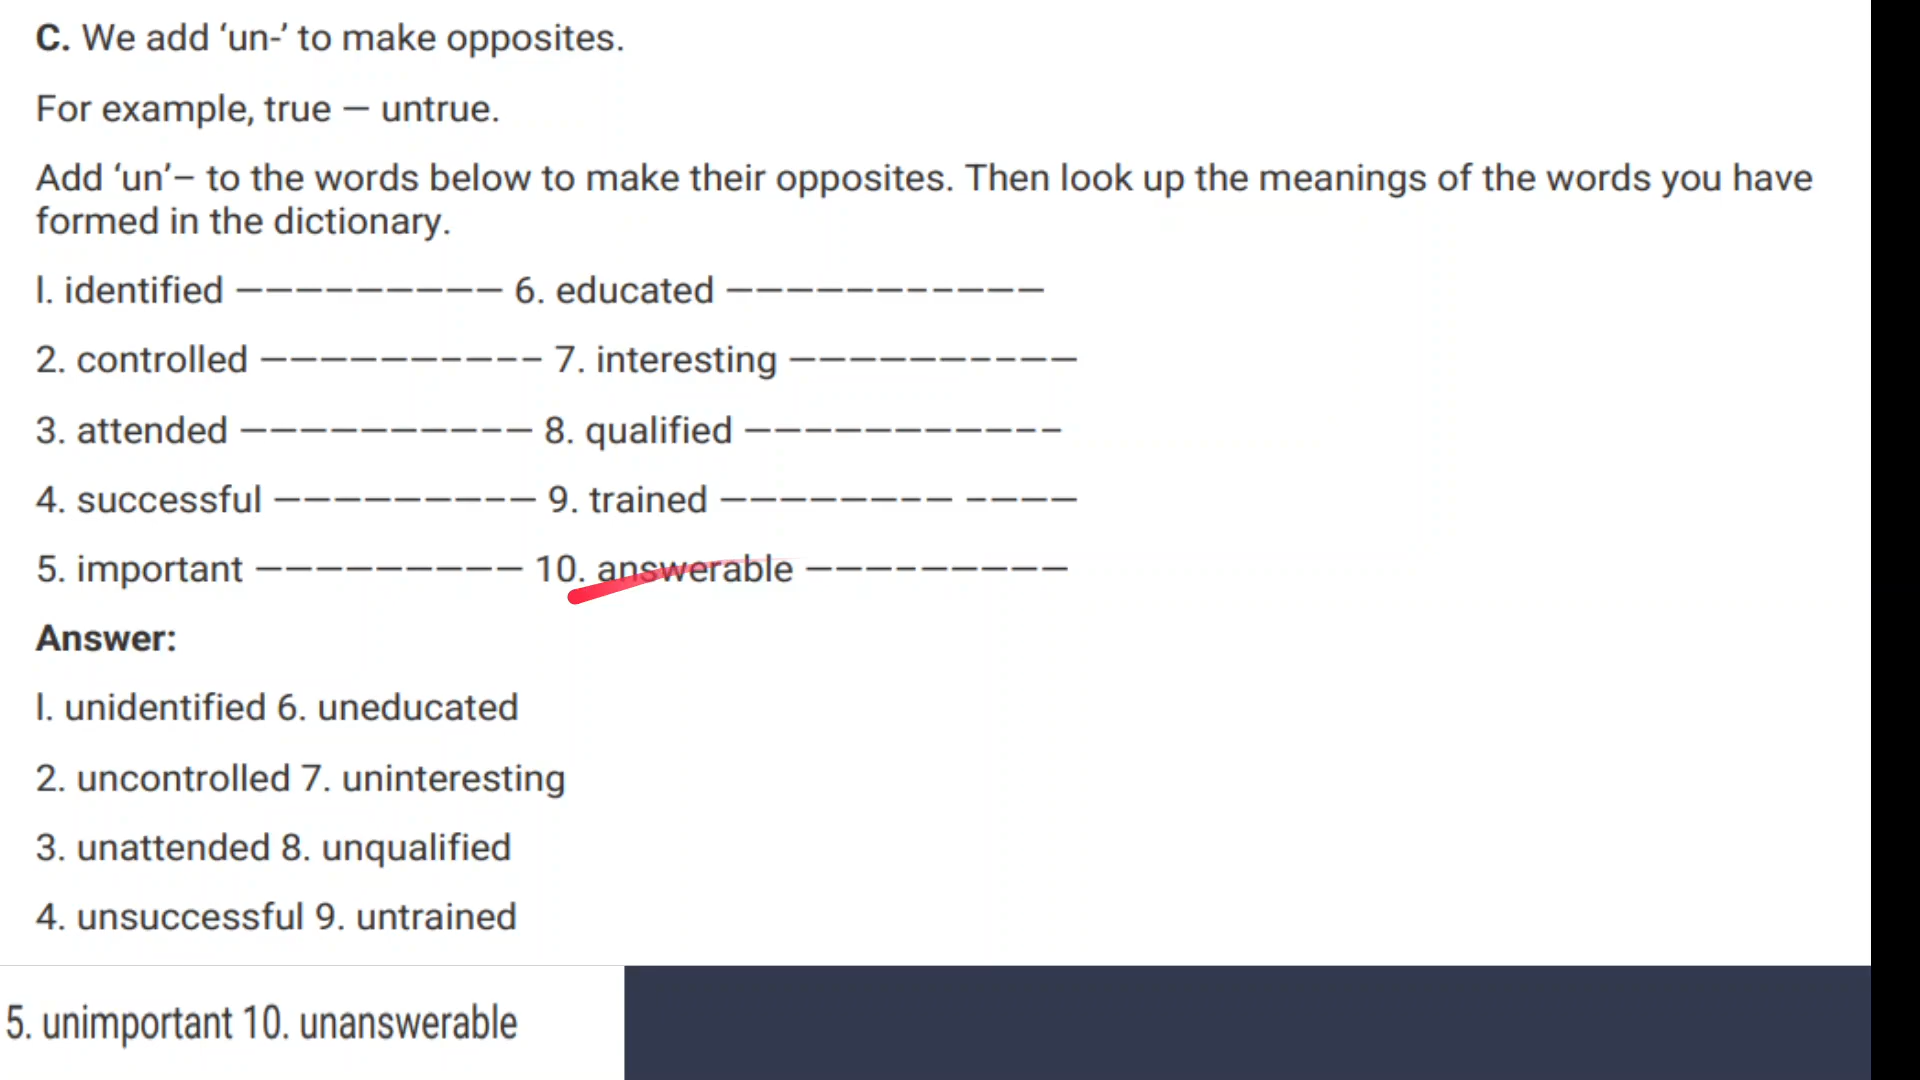 C. We add ‘un-’ to make opposites.
For example, true — untrue.
Add ‘un’– to the words below to make their opposites. Then look up the meanings of the words you have
formed in the dictionary.
l. identified ————————— 6. educated ———————————
2. controlled —————————— 7. interesting ——————————
3. attended —————————— 8. qualified ———————————
4. successful ————————— 9. trained ———————— ————
5. important ————————— 10. answerable —————————
Answer:
l. unidentified 6. uneducated
2. uncontrolled 7. uninteresting
3. unattended 8. unqualified
4. unsuccessful 9. untrained
5. unimportant 10. unanswerable